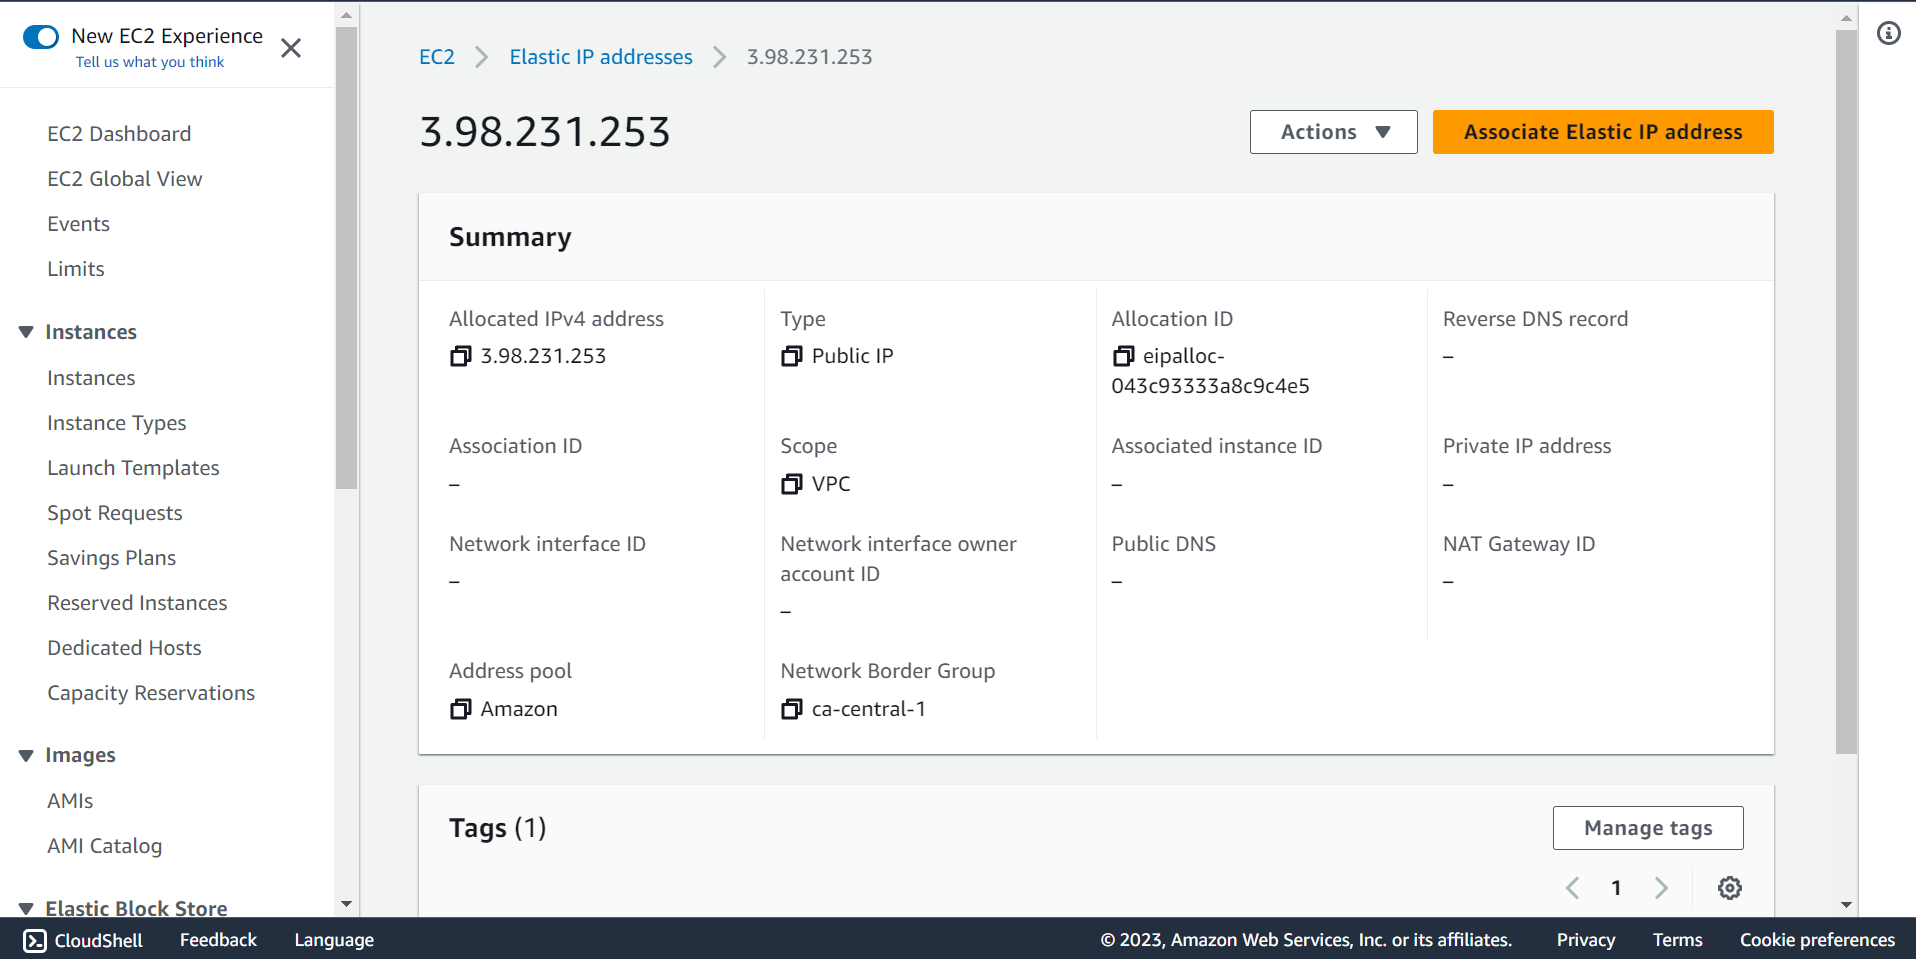 New EC2 Experience
Tell us what you think
EC2 Dashboard
EC2 Global View
Events
Limits
Instances
Instances
Instance Types
Launch Templates
Spot Requests
Savings Plans
Reserved Instances
Dedicated Hosts
Capacity Reservations
Images
AMIs
AMI Catalog
Elastic Block Store
EC2 Elastic IP addresses 3.98.231.253
3.98.231.253
Actions
Associate Elastic IP address
Summary
Allocated IPv4 address
3.98.231.253
Type
Public IP
Allocation ID
eipalloc-
043c93333a8c9c4e5
Reverse DNS record
–
Association ID
–
Scope
VPC
Associated instance ID
–
Private IP address
–
Network interface ID
–
Network interface owner
account ID
–
Public DNS
–
NAT Gateway ID
–
Address pool
Amazon
Network Border Group
ca-central-1
Tags (1)
Manage tags
1
CloudShell Feedback Language © 2023, Amazon Web Services, Inc. or its affiliates. Privacy Terms Cookie preferences